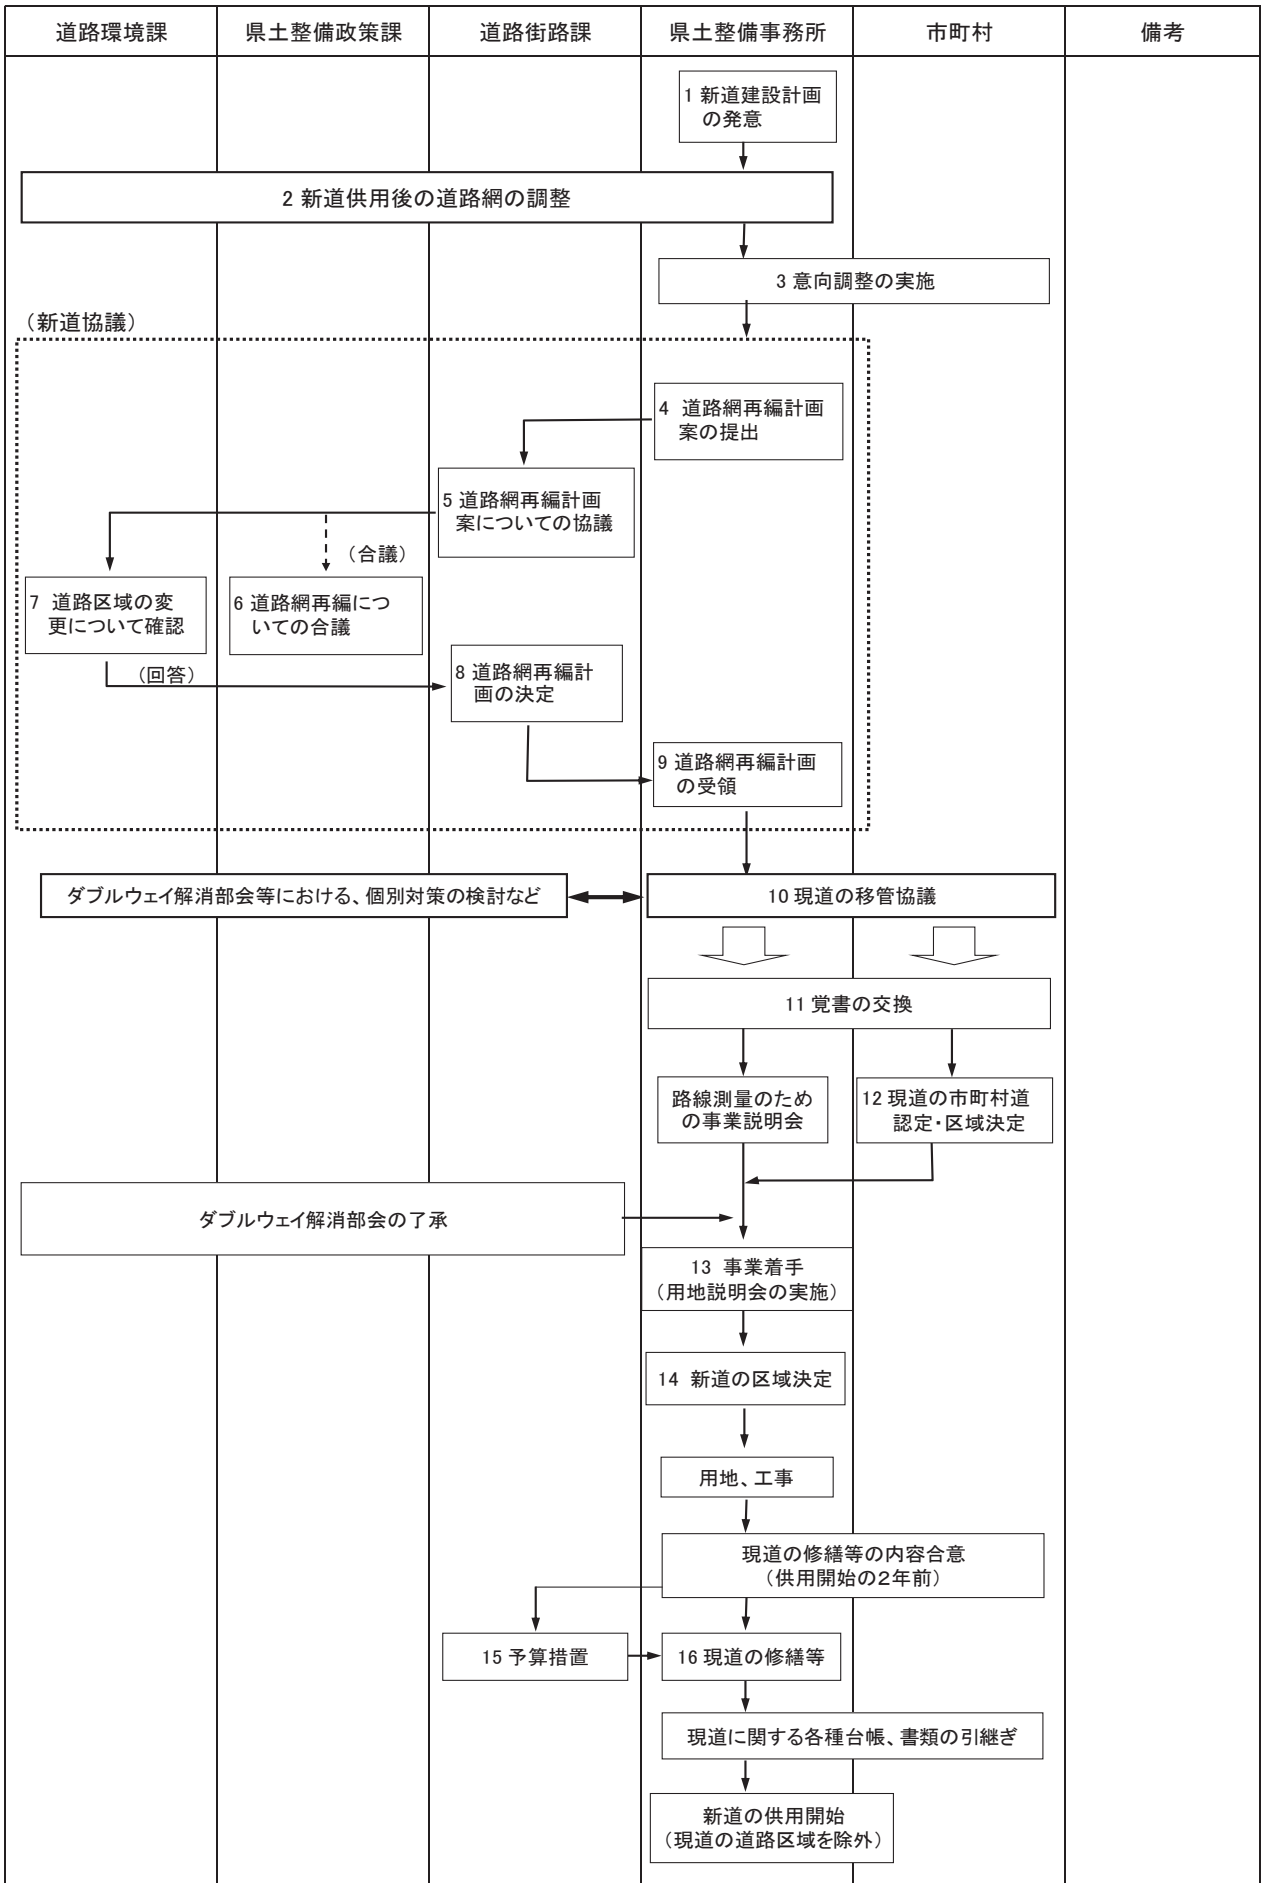 道路環境課
県土整備政策課
道路街路課
県土整備事務所
市町村
備考
1 新道建設計画
の発意
2 新道供用後の道路網の調整
3 意向調整の実施
(新道協議)
4 道路網再編計画
案の提出
5 道路網再編計画
案についての協議
(合議)
7 道路区域の変
更について確認
6 道路網再編につ
いての合議
(回答)
8 道路網再編計
画の決定
9 道路網再編計画
の受領
ダブルウェイ解消部会等における、個別対策の検討など
10 現道の移管協議
11 覚書の交換
路線測量のため
の事業説明会
12 現道の市町村道
認定・区域決定
ダブルウェイ解消部会の了承
13 事業着手
(用地説明会の実施)
14 新道の区域決定
用地、工事
現道の修繕等の内容合意
(供用開始の2年前)
15 予算措置
16 現道の修繕等
現道に関する各種台帳、書類の引継ぎ
新道の供用開始
(現道の道路区域を除外)